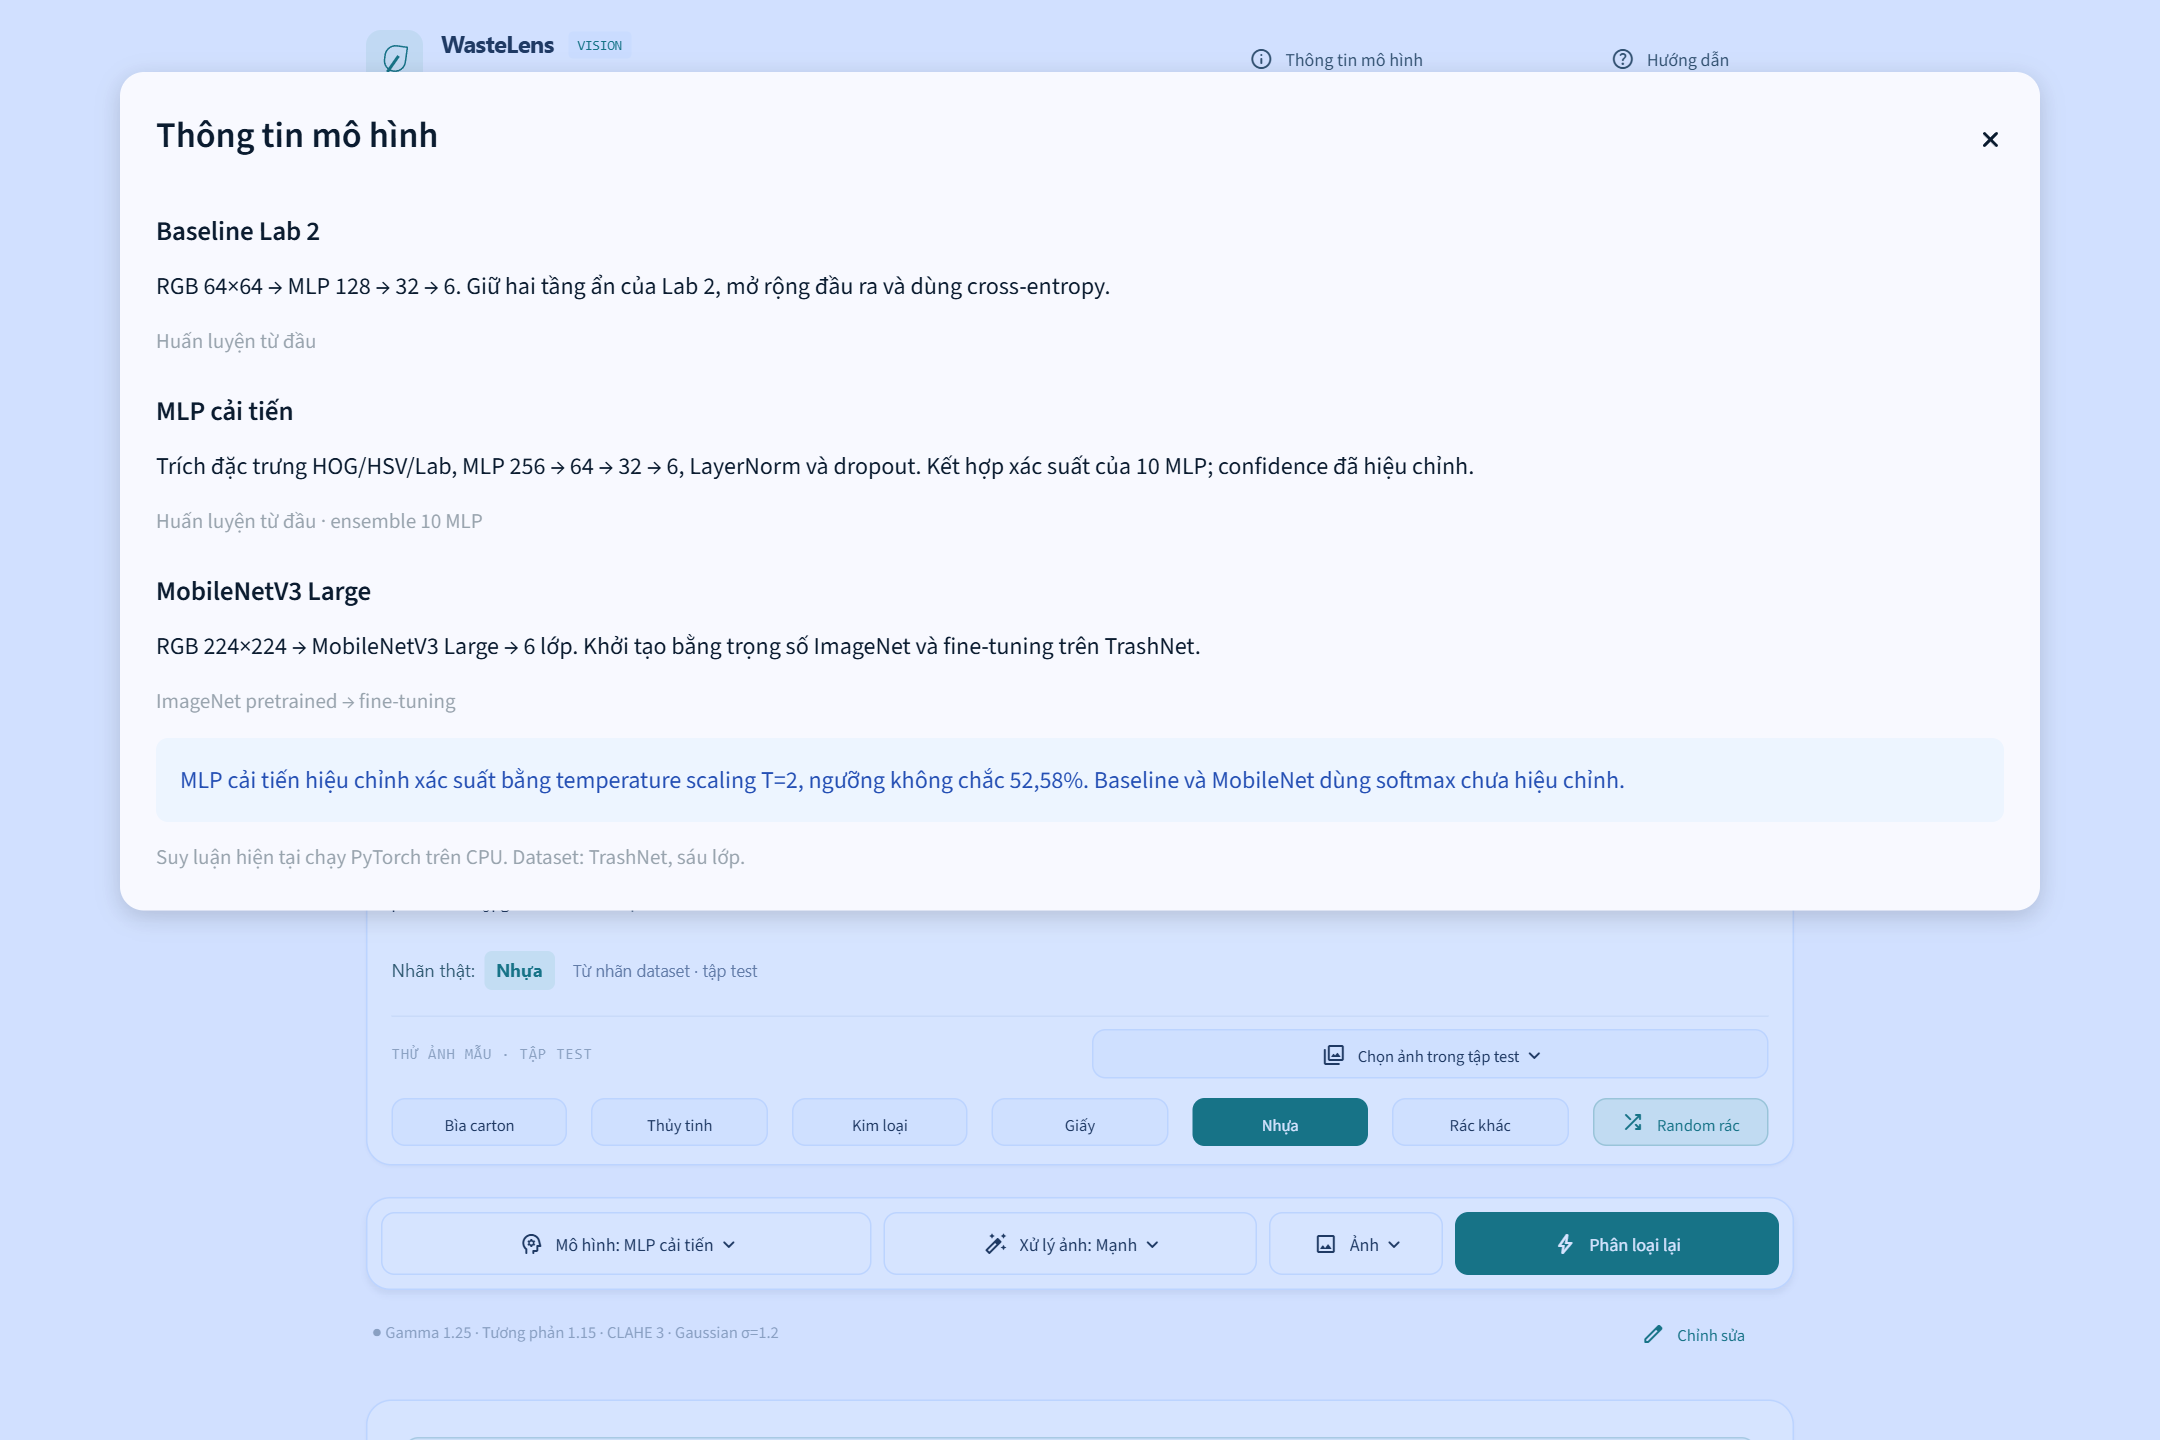 WasteLens VISION
Thông tin mô hình
Hướng dẫn
Thông tin mô hình
Baseline Lab 2
RGB 64×64 → MLP 128 → 32 → 6. Giữ hai tầng ẩn của Lab 2, mở rộng đầu ra và dùng cross-entropy.
Huấn luyện từ đầu
MLP cải tiến
Trích đặc trưng HOG/HSV/Lab, MLP 256 → 64 → 32 → 6, LayerNorm và dropout. Kết hợp xác suất của 10 MLP; confidence đã hiệu chỉnh.
Huấn luyện từ đầu · ensemble 10 MLP
MobileNetV3 Large
RGB 224×224 → MobileNetV3 Large → 6 lớp. Khởi tạo bằng trọng số ImageNet và fine-tuning trên TrashNet.
ImageNet pretrained → fine-tuning
MLP cải tiến hiệu chỉnh xác suất bằng temperature scaling T=2, ngưỡng không chắc 52,58%. Baseline và MobileNet dùng softmax chưa hiệu chỉnh.
Suy luận hiện tại chạy PyTorch trên CPU. Dataset: TrashNet, sáu lớp.
Nhãn thật: Nhựa Từ nhãn dataset · tập test
THỬ ẢNH MẪU · TẬP TEST
Chọn ảnh trong tập test
Bìa carton
Thủy tinh
Kim loại
Giấy
Nhựa
Rác khác
Random rác
Mô hình: MLP cải tiến
Xử lý ảnh: Mạnh
Ảnh
Phân loại lại
Gamma 1.25 · Tương phản 1.15 · CLAHE 3 · Gaussian σ=1.2
Chỉnh sửa